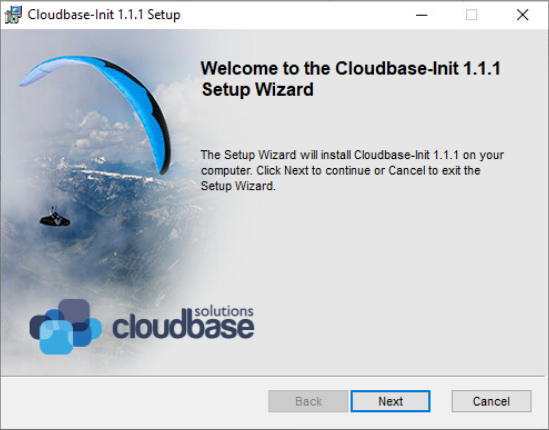 Cloudbase-Init 1.1.1 Setup
Welcome to the Cloudbase-Init 1.1.1
Setup Wizard
The Setup Wizard will install Cloudbase-Init 1.1.1 on your
computer. Click Next to continue or Cancel to exit the
Setup Wizard.
solutions
cloudbase
Back
Next
Cancel